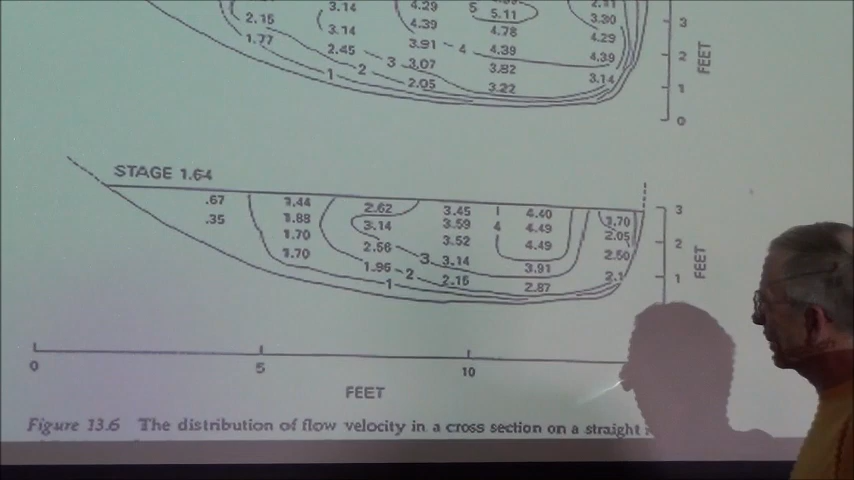 3.14 4.29 5 5.11 3.30 3
2.15 3.14 4.39 4.78 4.29
1.77 2.45 3.91 4 4.39 4.39 2
1 2 3 3.07 3.82 3.14 FEET
2.05 3.22 1
0
STAGE 1.64
.67 1.44 2.62 3.45 4.40 1.70 3
.35 1.88 3.14 3.59 4 4.49 2.05
1.70 2.56 3.52 4.49 2.50 2
1.70 1.96 3 3.14 3.91 FEET
2 2.15 2.87 2.1 1
1
0 5 10
FEET
Figure 13.6 The distribution of flow velocity in a cross section on a straight